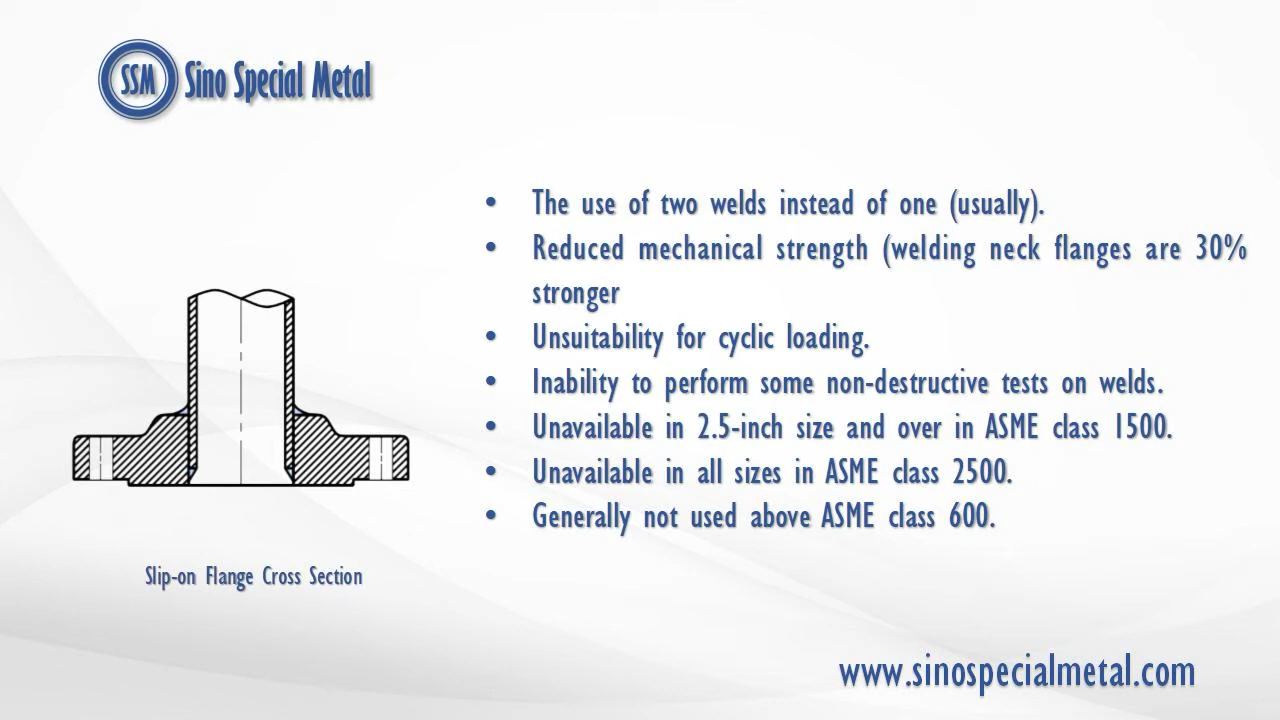 SSM Sino Special Metal
• The use of two welds instead of one (usually).
• Reduced mechanical strength (welding neck flanges are 30%
stronger
• Unsuitability for cyclic loading.
• Inability to perform some non-destructive tests on welds.
• Unavailable in 2.5-inch size and over in ASME class 1500.
• Unavailable in all sizes in ASME class 2500.
• Generally not used above ASME class 600.
Slip-on Flange Cross Section
www.sinospecialmetal.com